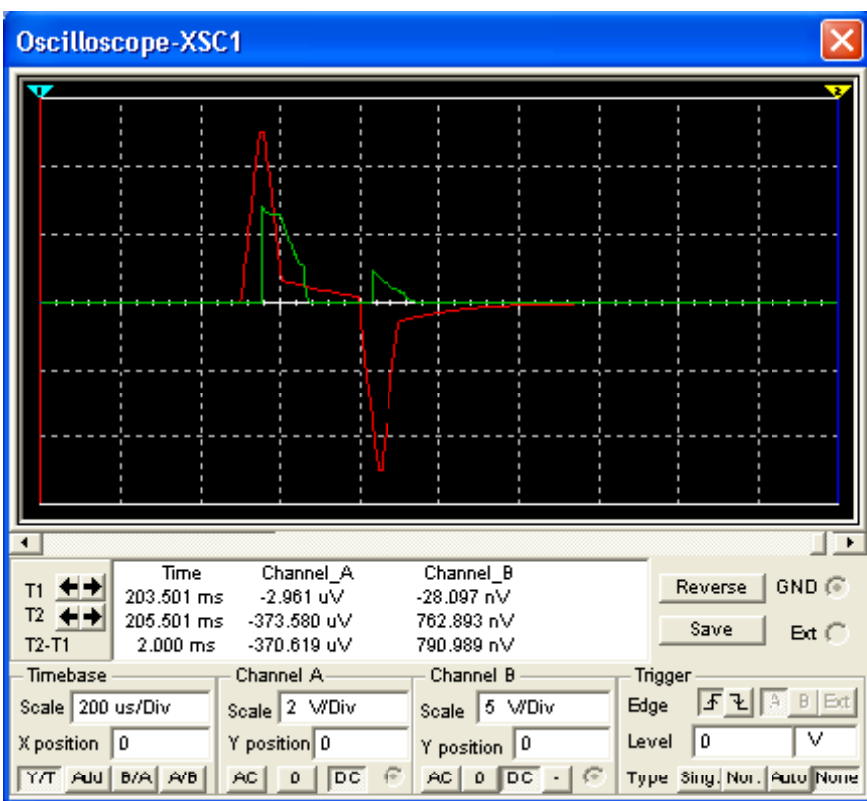 Oscilloscope-XSC1
1 2
Time Channel_A Channel_B
T1 203.501 ms -2.961 uV -28.097 nV
T2 205.501 ms -373.580 uV 762.893 nV
T2-T1 2.000 ms -370.619 uV 790.989 nV
Reverse GND
Save Ext
Timebase Channel A Channel B Trigger
Scale 200 us/Div Scale 2 V/Div Scale 5 V/Div Edge A B Ext
X position 0 Y position 0 Y position 0 Level 0 V
Y/T Add B/A A/B AC 0 DC AC 0 DC - Type Sing. Nor. Auto None